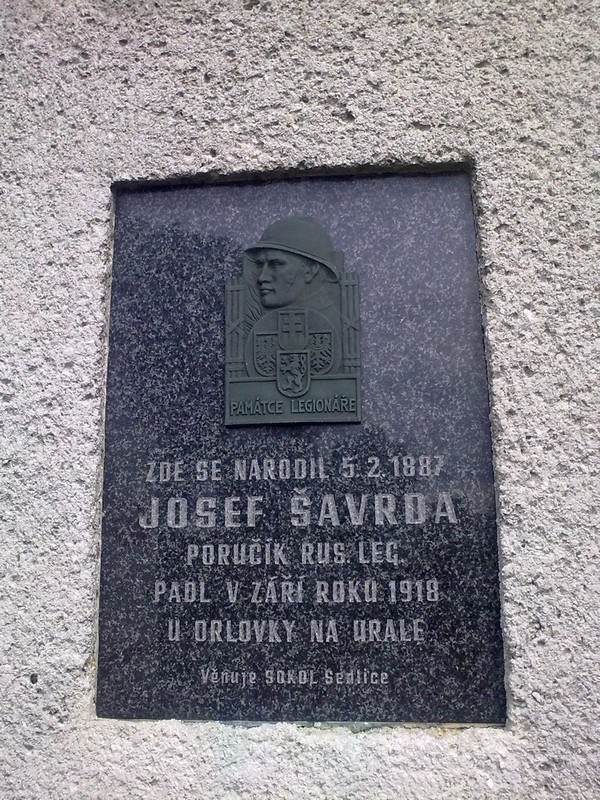 PAMÁTCE LEGIONÁŘE
ZDE SE NARODIL 5.2.1887
JOSEF ŠAVRDA
PORUČÍK RUS. LEG.
PADL V ZÁŘÍ ROKU 1918
U ORLOVKY NA URALE
Věnuje SOKOL Sedlice